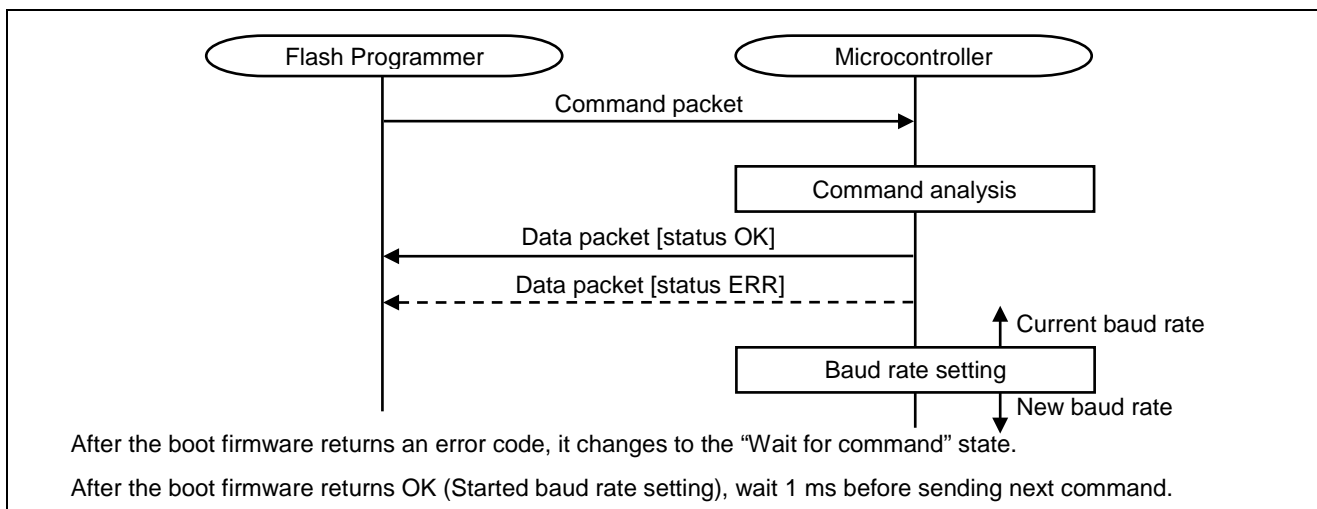 Flash Programmer
Microcontroller
Command packet
Command analysis
Data packet [status OK]
Data packet [status ERR]
Current baud rate
Baud rate setting
New baud rate
After the boot firmware returns an error code, it changes to the “Wait for command” state.
After the boot firmware returns OK (Started baud rate setting), wait 1 ms before sending next command.